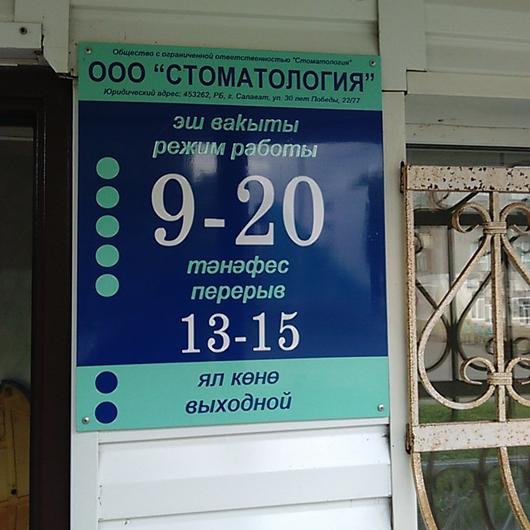 Общество с ограниченной ответственностью "Стоматология"
ООО "СТОМАТОЛОГИЯ"
Юридический адрес: 453262, РБ, г. Салават, ул. 30 лет Победы, 22/77
эш вакыты
режим работы
9-20
тәнәфес
перерыв
13-15
ял көнө
выходной